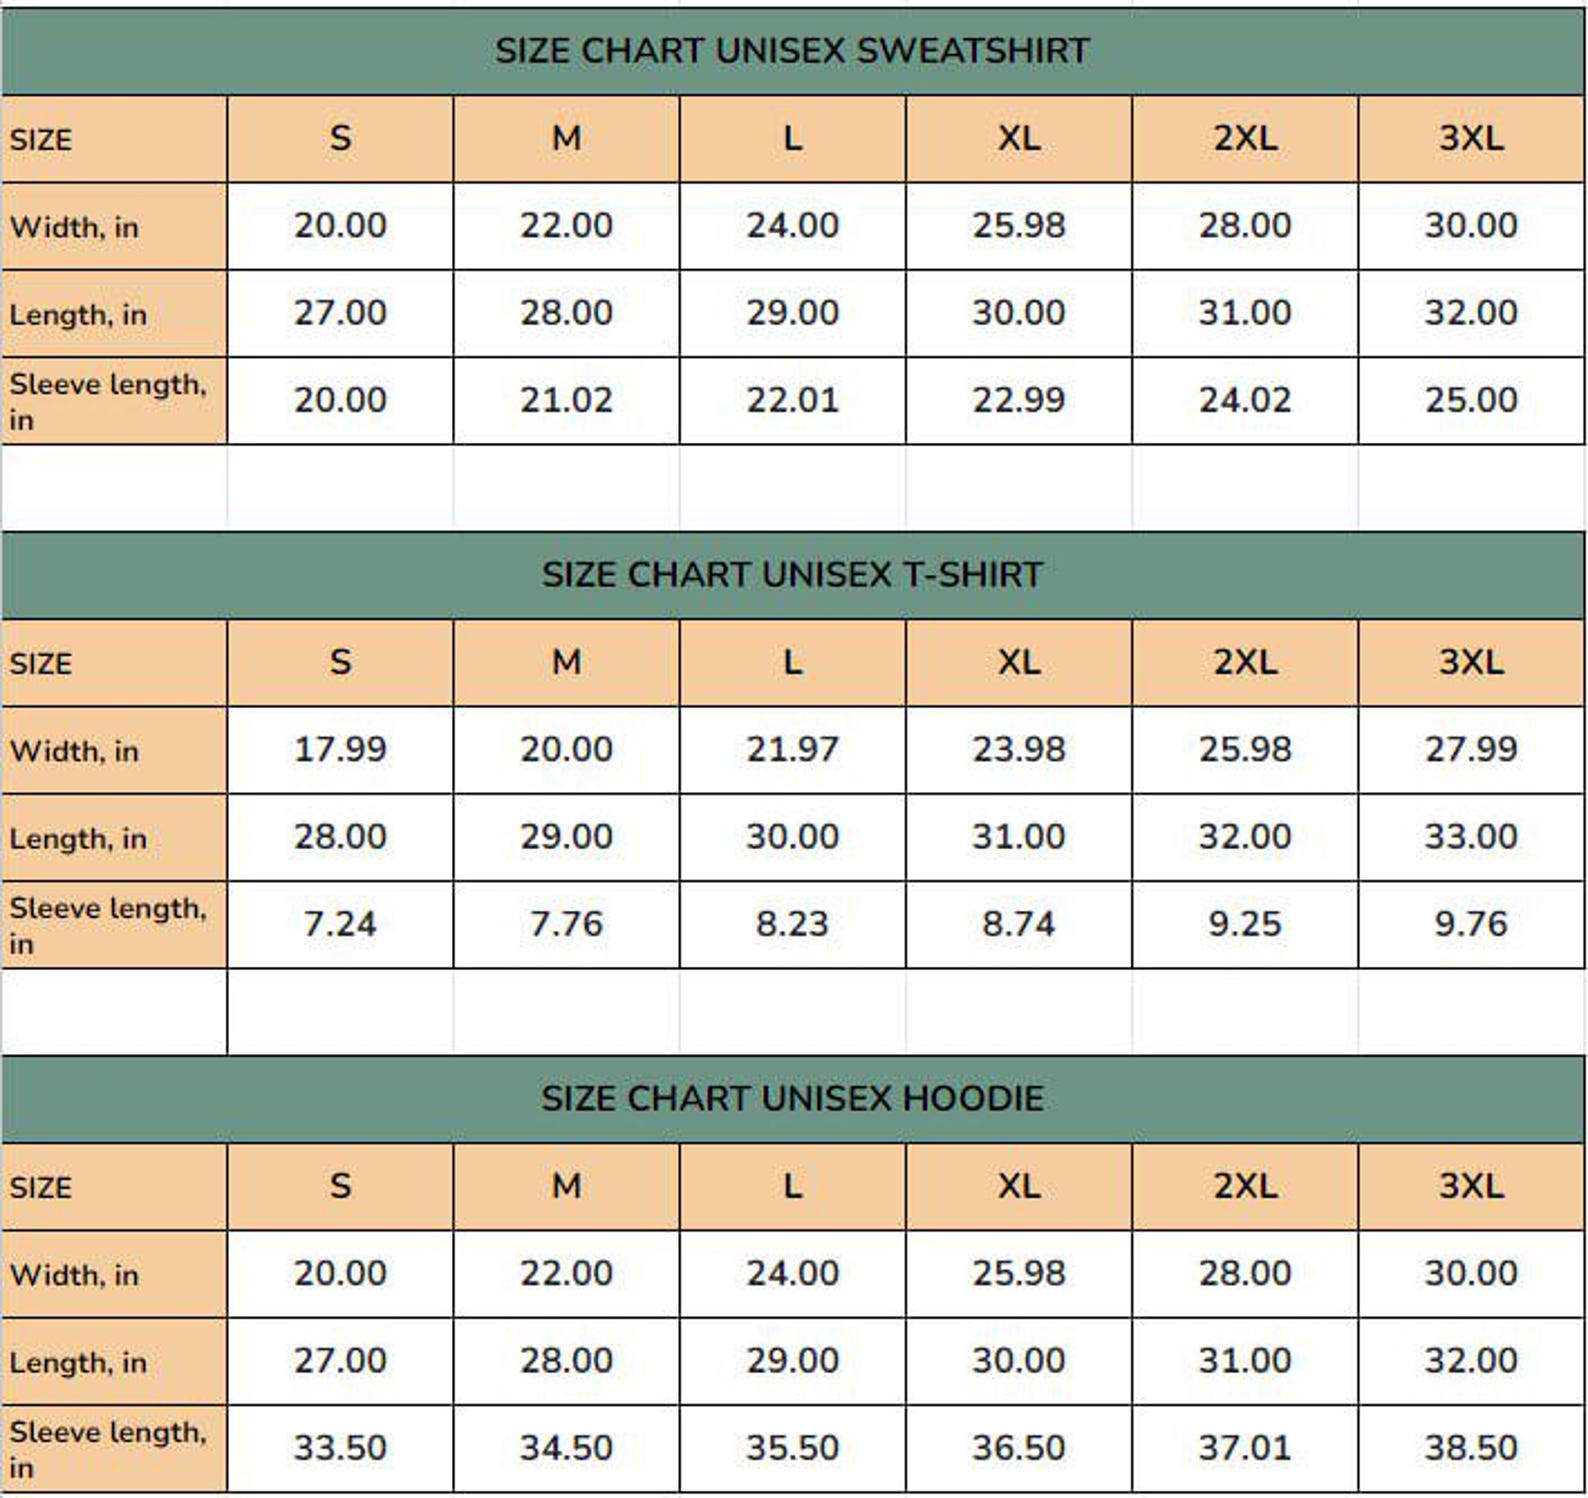 SIZE CHART UNISEX SWEATSHIRT
SIZE S M L XL 2XL 3XL
Width, in 20.00 22.00 24.00 25.98 28.00 30.00
Length, in 27.00 28.00 29.00 30.00 31.00 32.00
Sleeve length,
in 20.00 21.02 22.01 22.99 24.02 25.00
SIZE CHART UNISEX T-SHIRT
SIZE S M L XL 2XL 3XL
Width, in 17.99 20.00 21.97 23.98 25.98 27.99
Length, in 28.00 29.00 30.00 31.00 32.00 33.00
Sleeve length,
in 7.24 7.76 8.23 8.74 9.25 9.76
SIZE CHART UNISEX HOODIE
SIZE S M L XL 2XL 3XL
Width, in 20.00 22.00 24.00 25.98 28.00 30.00
Length, in 27.00 28.00 29.00 30.00 31.00 32.00
Sleeve length,
in 33.50 34.50 35.50 36.50 37.01 38.50